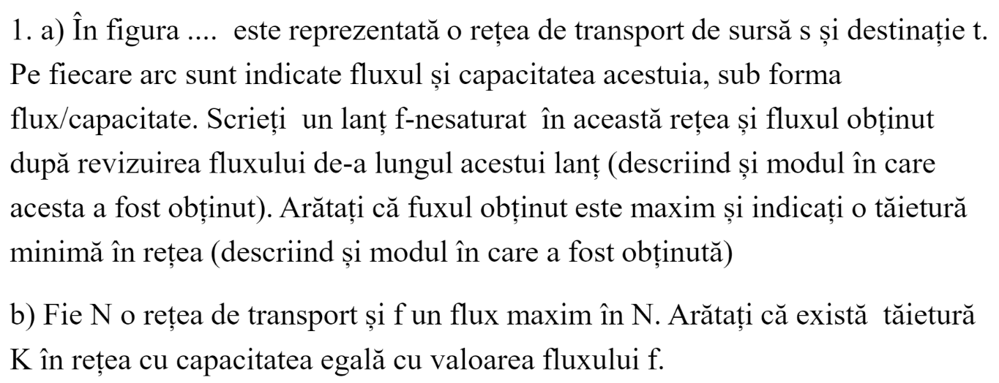 1. a) În figura .... este reprezentată o rețea de transport de sursă s și destinație t.
Pe fiecare arc sunt indicate fluxul și capacitatea acestuia, sub forma
flux/capacitate. Scrieți un lanț f-nesaturat în această rețea și fluxul obținut
după revizuirea fluxului de-a lungul acestui lanț (descriind și modul în care
acesta a fost obținut). Arătați că fuxul obținut este maxim și indicați o tăietură
minimă în rețea (descriind și modul în care a fost obținută)
b) Fie N o rețea de transport și f un flux maxim în N. Arătați că există tăietură
K în rețea cu capacitatea egală cu valoarea fluxului f.